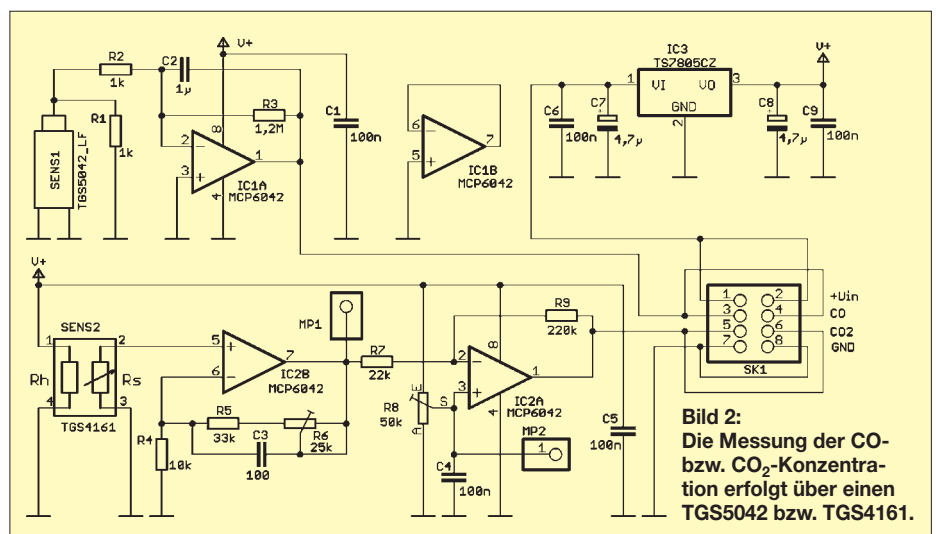 V+
R2
1k
C2
1µ
R3
1,2M
R1
1k
SENS1
TGS5042_LF
8
2
3
1
4
IC1A
MCP6042
C1
100n
6
5
7
IC1B
MCP6042
IC3
TS7805CZ
1
VI
VO
3
GND
2
V+
C6
100n
C7
4,7µ
C8
4,7µ
C9
100n
V+
SENS2
1
2
Rh
Rs
4
3
TGS4161
R4
10k
5
6
7
IC2B
MCP6042
R5
33k
C3
100
R6
25k
MP1
R7
22k
R8
50k
E
S
A
R9
220k
8
2
3
1
4
IC2A
MCP6042
MP2
1
C4
100n
C5
100n
1
2
+Uin
3
4
CO
5
6
CO2
7
8
GND
SK1
Bild 2:
Die Messung der CO-
bzw. CO₂-Konzentra-
tion erfolgt über einen
TGS5042 bzw. TGS4161.